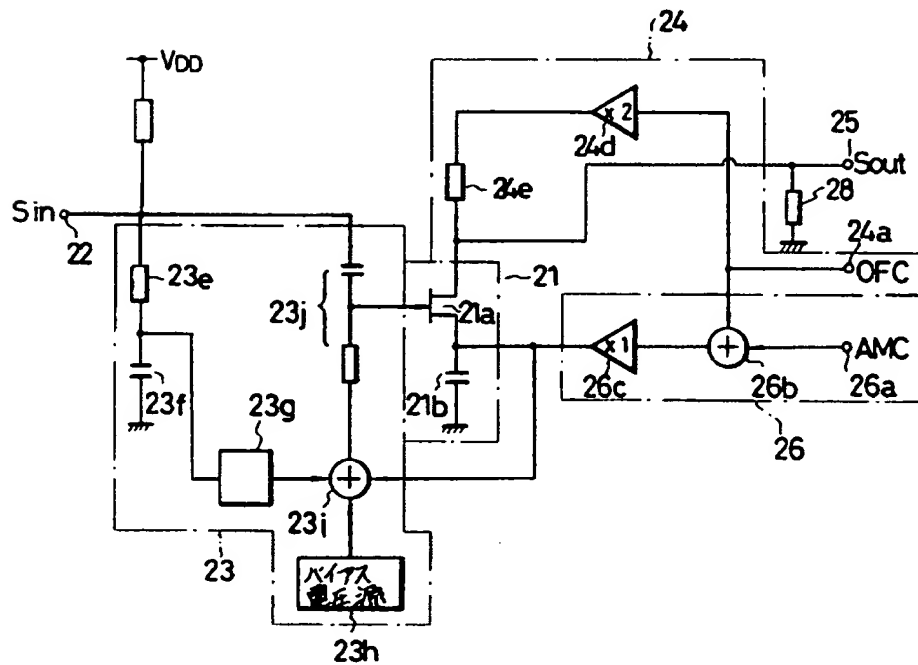 24
VDD
×2
24d
25
Sout
24e
28
Sin
22
24a
OFC
21
23e
23j
21a
×1
AMC
26c
26b
26a
21b
23f
23g
26
23i
23
バイアス
電圧源
23h